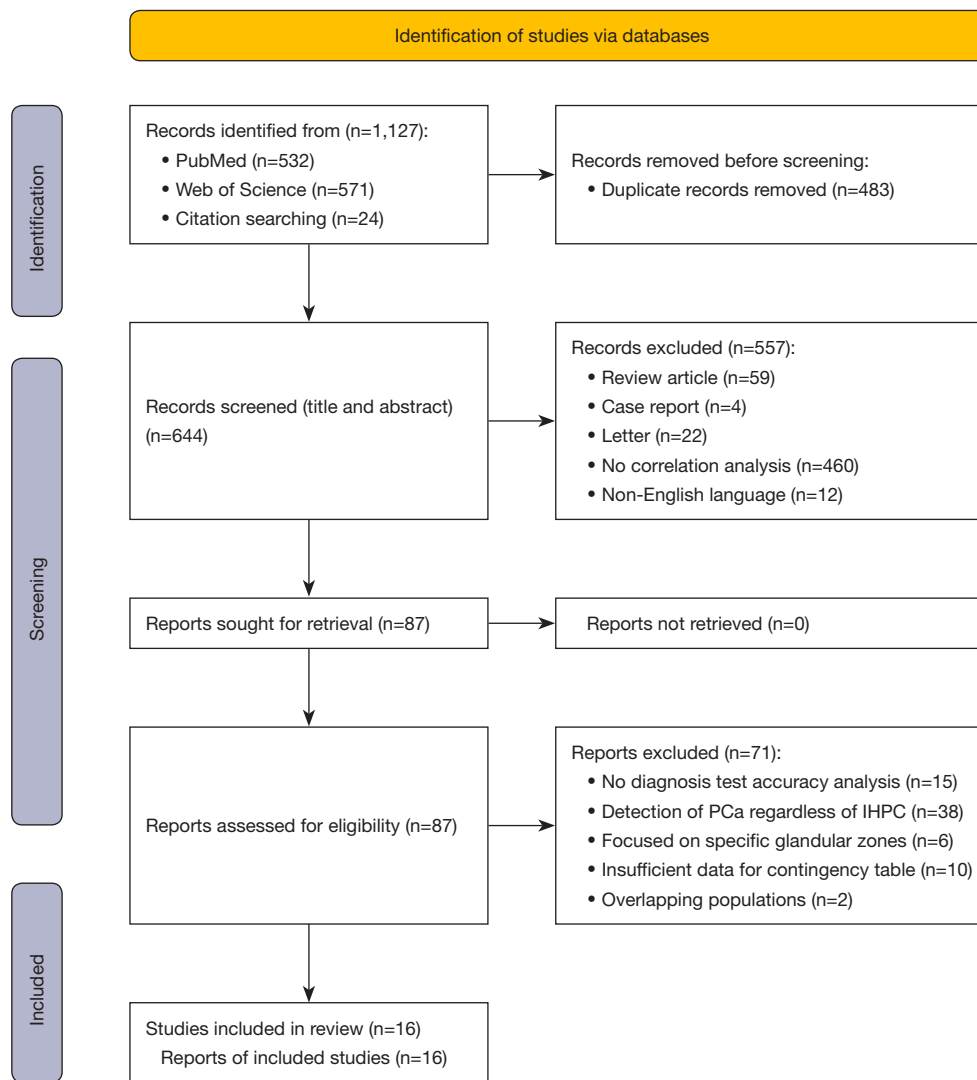 Identification of studies via databases
Identification
Records identified from (n=1,127):
• PubMed (n=532)
• Web of Science (n=571)
• Citation searching (n=24)
Records removed before screening:
• Duplicate records removed (n=483)
Screening
Records screened (title and abstract)
(n=644)
Records excluded (n=557):
• Review article (n=59)
• Case report (n=4)
• Letter (n=22)
• No correlation analysis (n=460)
• Non-English language (n=12)
Reports sought for retrieval (n=87)
Reports not retrieved (n=0)
Reports assessed for eligibility (n=87)
Reports excluded (n=71):
• No diagnosis test accuracy analysis (n=15)
• Detection of PCa regardless of IHPC (n=38)
• Focused on specific glandular zones (n=6)
• Insufficient data for contingency table (n=10)
• Overlapping populations (n=2)
Included
Studies included in review (n=16)
Reports of included studies (n=16)